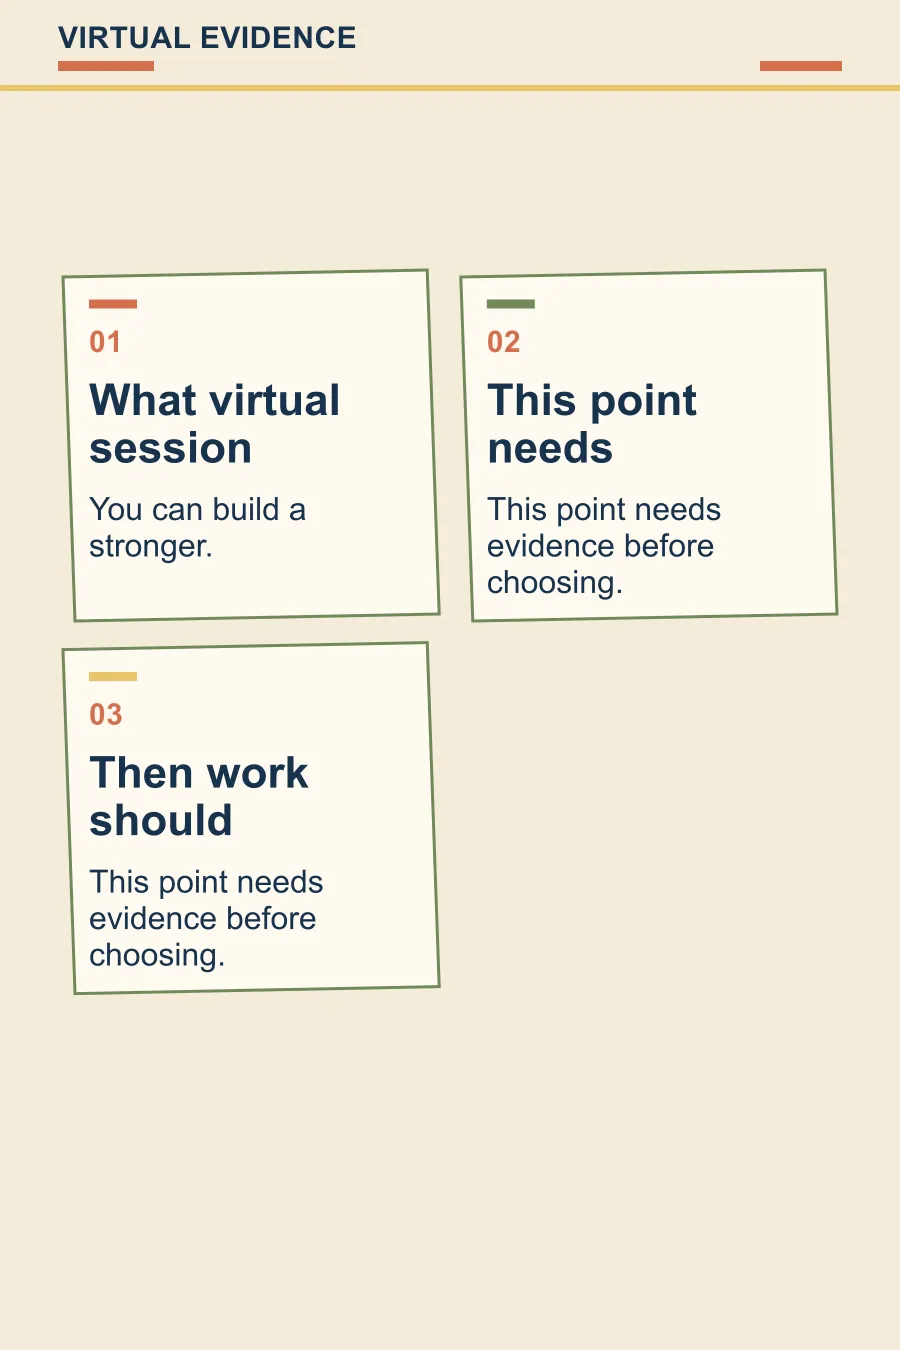 VIRTUAL EVIDENCE
01
What virtual
session
You can build a
stronger.
02
This point
needs
This point needs
evidence before
choosing.
03
Then work
should
This point needs
evidence before
choosing.